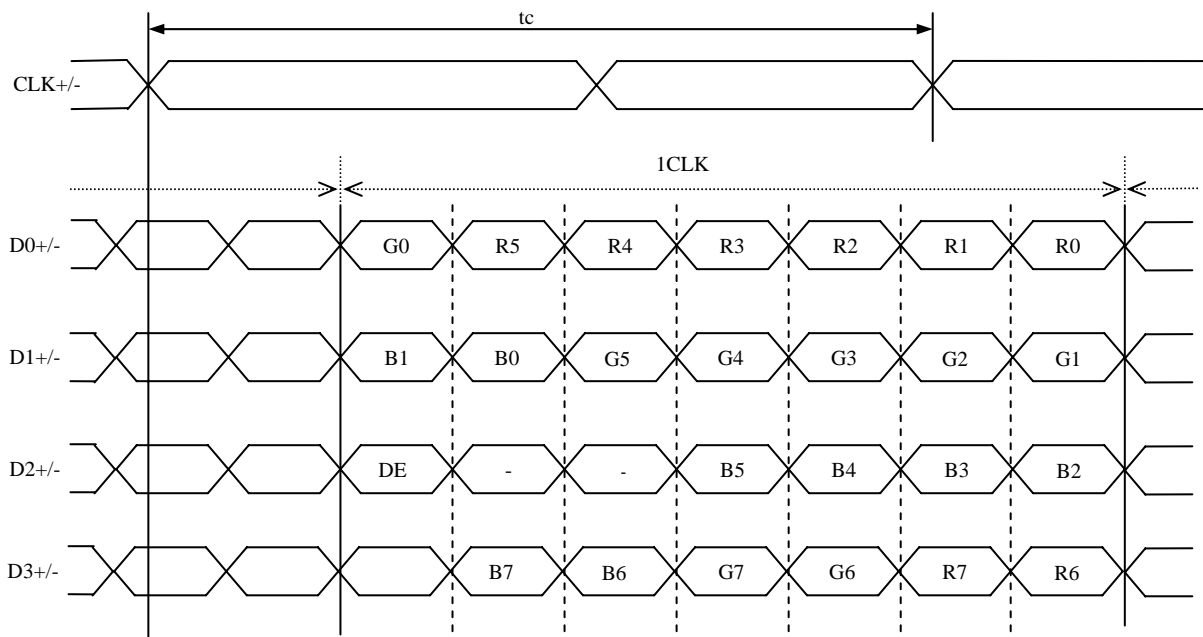 tc
CLK+/-
1CLK
D0+/- G0 R5 R4 R3 R2 R1 R0
D1+/- B1 B0 G5 G4 G3 G2 G1
D2+/- DE - - B5 B4 B3 B2
D3+/- B7 B6 G7 G6 R7 R6